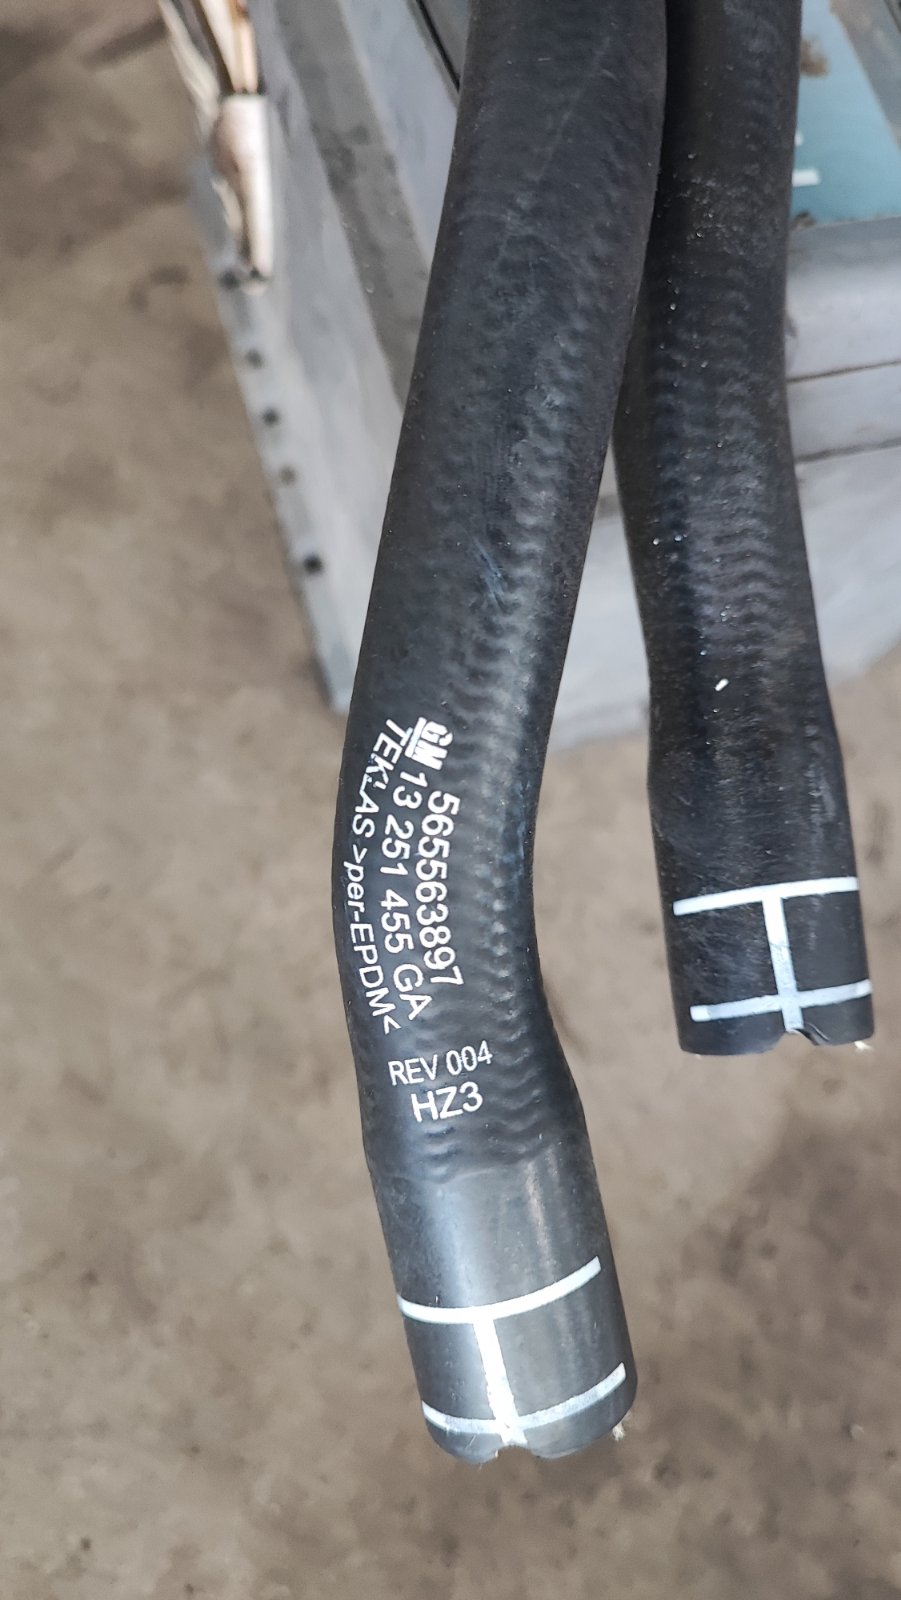 GM 565563897
13 251 455 GA
TEKLAS >per-EPDM<
REV 004
HZ3